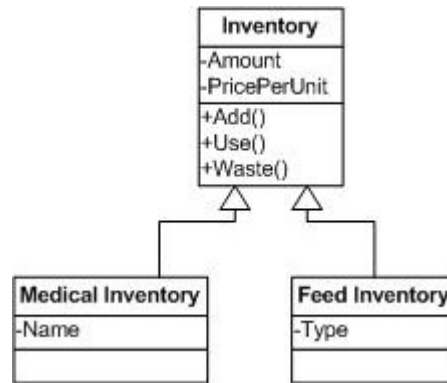 Inventory
-Amount
-PricePerUnit
+Add()
+Use()
+Waste()
Medical Inventory
-Name
Feed Inventory
-Type